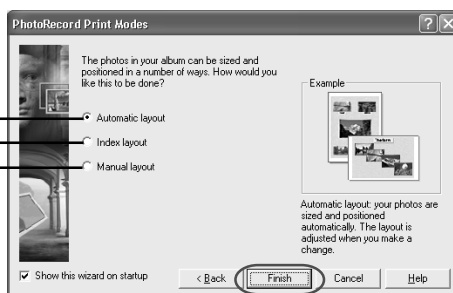 PhotoRecord Print Modes
The photos in your album can be sized and
positioned in a number of ways. How would you
like this to be done?
Automatic layout
Index layout
Manual layout
Example
Automatic layout: your photos are
sized and positioned
automatically. The layout is
adjusted when you make a
change.
Show this wizard on startup
< Back
Finish
Cancel
Help